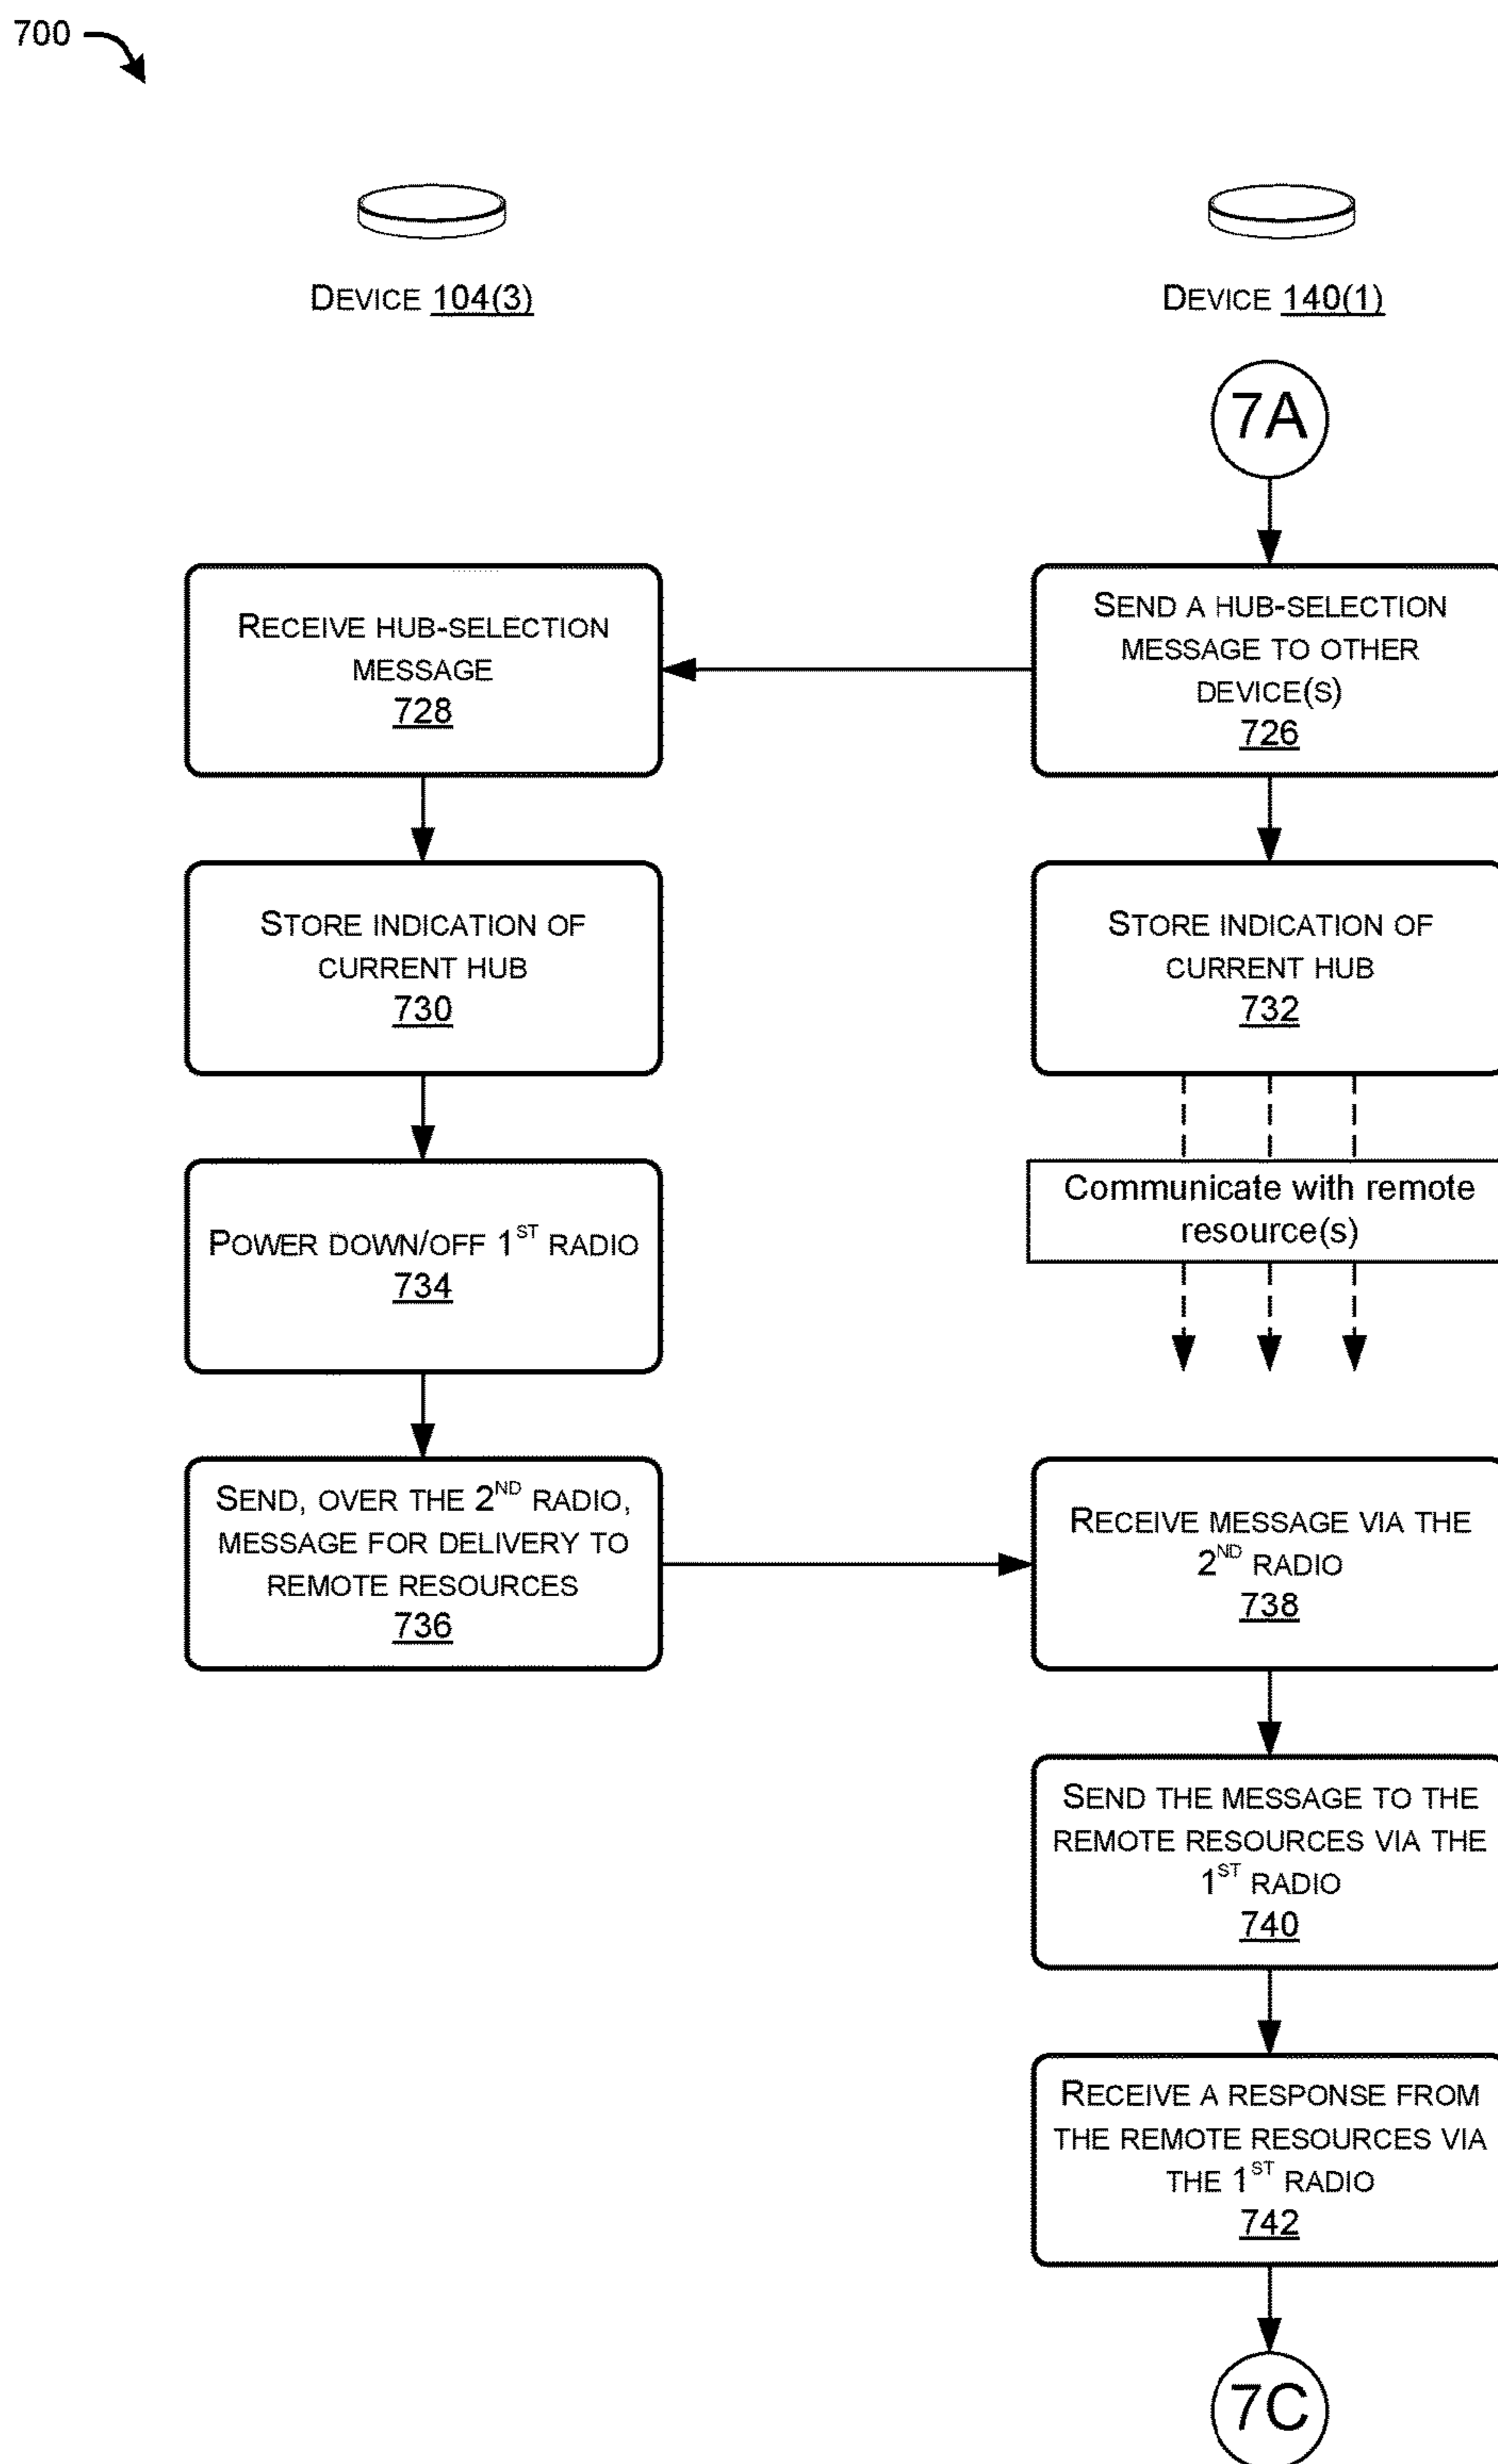 700
DEVICE 104(3)
DEVICE 140(1)
7A
RECEIVE HUB-SELECTION
MESSAGE
728
SEND A HUB-SELECTION
MESSAGE TO OTHER
DEVICE(S)
726
STORE INDICATION OF
CURRENT HUB
730
STORE INDICATION OF
CURRENT HUB
732
POWER DOWN/OFF 1ST RADIO
734
Communicate with remote
resource(s)
SEND, OVER THE 2ND RADIO,
MESSAGE FOR DELIVERY TO
REMOTE RESOURCES
736
RECEIVE MESSAGE VIA THE
2ND RADIO
738
SEND THE MESSAGE TO THE
REMOTE RESOURCES VIA THE
1ST RADIO
740
RECEIVE A RESPONSE FROM
THE REMOTE RESOURCES VIA
THE 1ST RADIO
742
7C